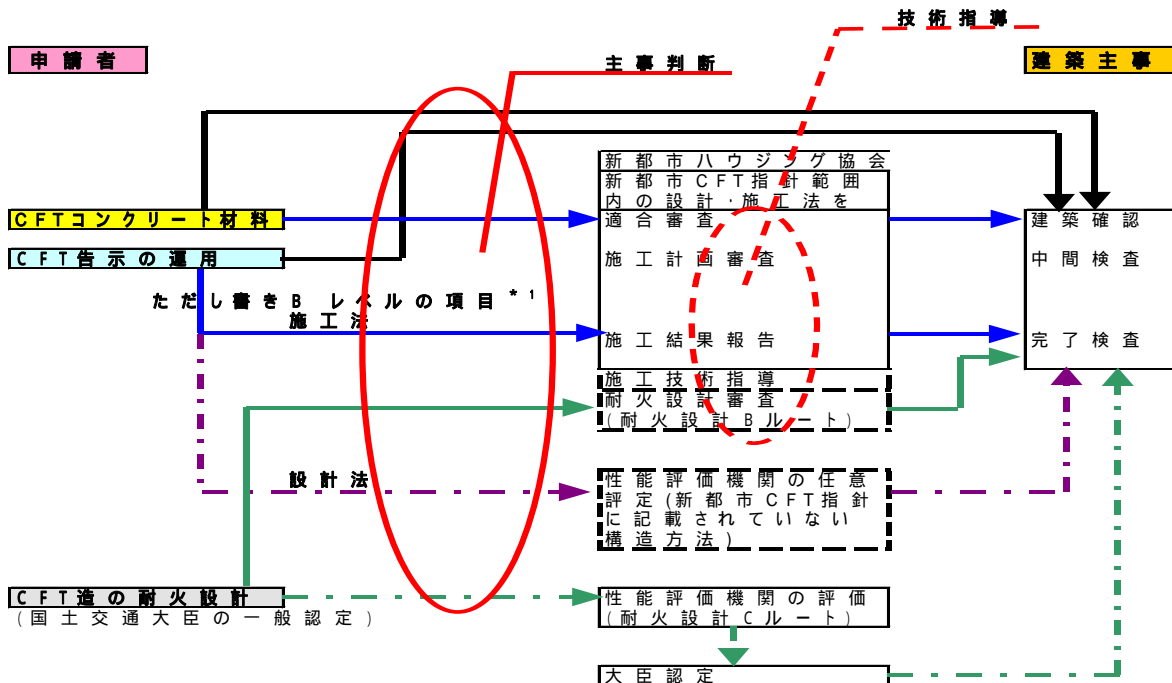 技術指導
申請者
主事判断
建築主事
新都市ハウジング協会
新都市CFT指針範囲
内の設計・施工法を
CFTコンクリート材料
適合審査
建築確認
CFT告示の運用
施工計画審査
中間検査
ただし書きB レベルの項目*1
施工法
施工結果報告
完了検査
施工技術指導
耐火設計審査
(耐火設計Bルート)
設計法
性能評価機関の任意
評定(新都市CFT指針
に記載されていない
構造方法)
CFT造の耐火設計
(国土交通大臣の一般認定)
性能評価機関の評価
(耐火設計Cルート)
大臣認定